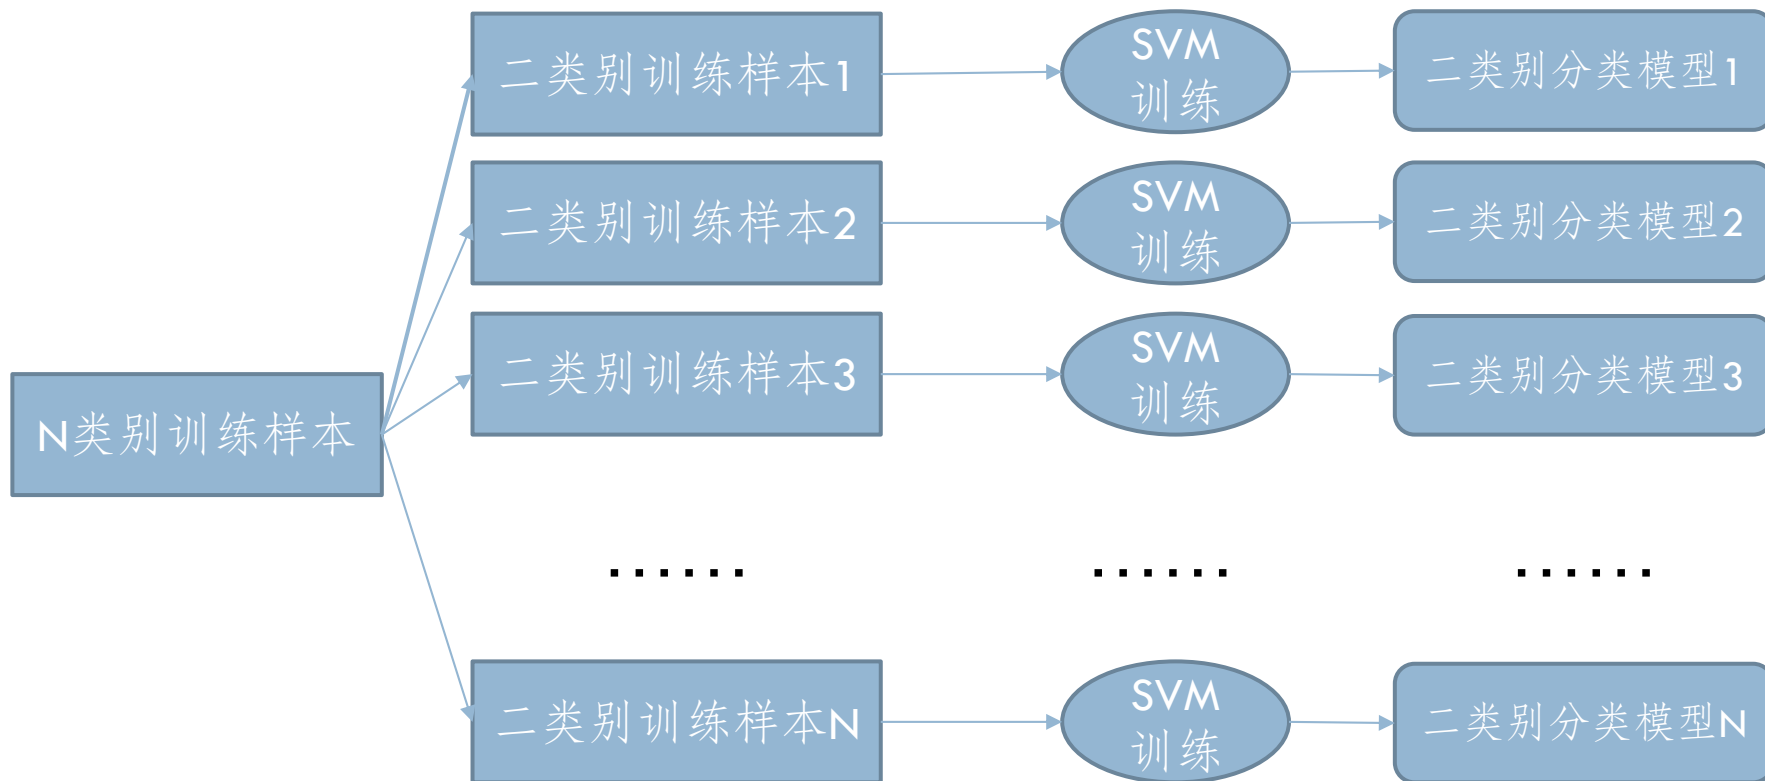 二类别训练样本1
SVM
训练
二类别分类模型1
二类别训练样本2
SVM
训练
二类别分类模型2
二类别训练样本3
SVM
训练
二类别分类模型3
N类别训练样本
......
......
......
二类别训练样本N
SVM
训练
二类别分类模型N